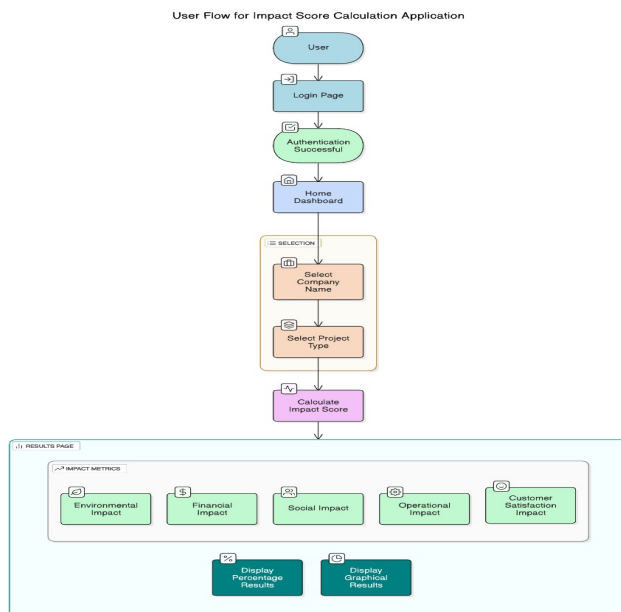 User Flow for Impact Score Calculation Application
User
Login Page
Authentication
Successful
Home
Dashboard
SELECTION
Select
Company
Name
Select Project
Type
Calculate
Impact Score
RESULTS PAGE
IMPACT METRICS
Environmental
Impact
Financial
Impact
Social Impact
Operational
Impact
Customer
Satisfaction
Impact
Display
Percentage
Results
Display
Graphical
Results